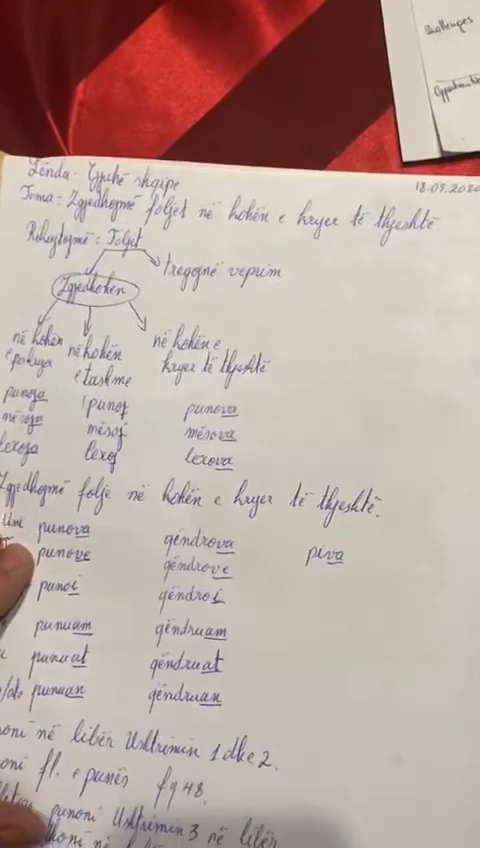 Challenges
Lënda - Gjuhë shqipe
18.03.2020
Tema: Zgjedhojmë foljet në kohën e kryer të thjeshtë
Rikujtojmë: Foljet
tregojnë veprim
Zgjedhohen
në kohën
e pakryer
në kohën
e tashme
në kohën e
kryer të thjeshtë
punoja punoj punova
mësoja mësoj mësova
lexoja lexoj lexova
Zgjedhojmë folje në kohën e kryer të thjeshtë.
Unë punova qëndrova piva
punove qëndrove
punoi qëndroi
punuam qëndruam
punuat qëndruat
/ato punuan qëndruan
në libër Ushtrimin 1 dhe 2.
fl. e punës fq 48.
punoni Ushtrimin 3 në libër